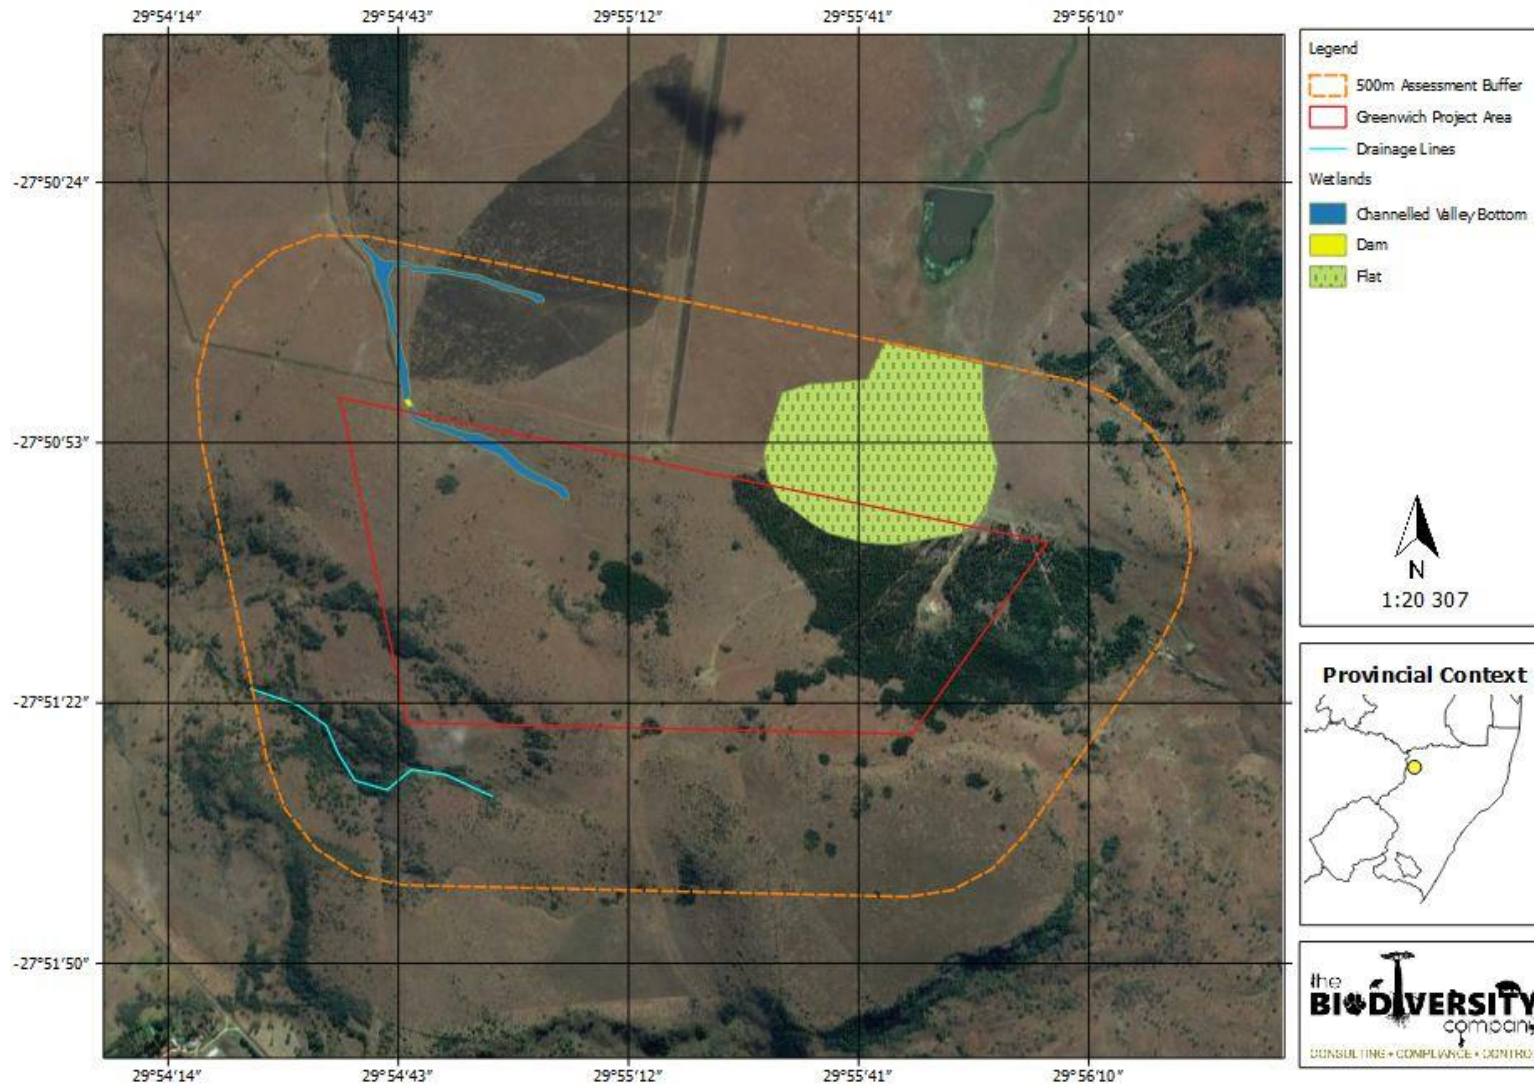 29°54′14″ 29°54′43″ 29°55′12″ 29°55′41″ 29°56′10″
-27°50′24″
-27°50′53″
-27°51′22″
-27°51′50″
29°54′14″ 29°54′43″ 29°55′12″ 29°55′41″ 29°56′10″
Legend
500m Assessment Buffer
Greenwich Project Area
Drainage Lines
Wetlands
Channelled Valley Bottom
Dam
Flat
N
1:20 307
Provincial Context
the
BIODIVERSITY
company
CONSULTING • COMPLIANCE • CONTRO